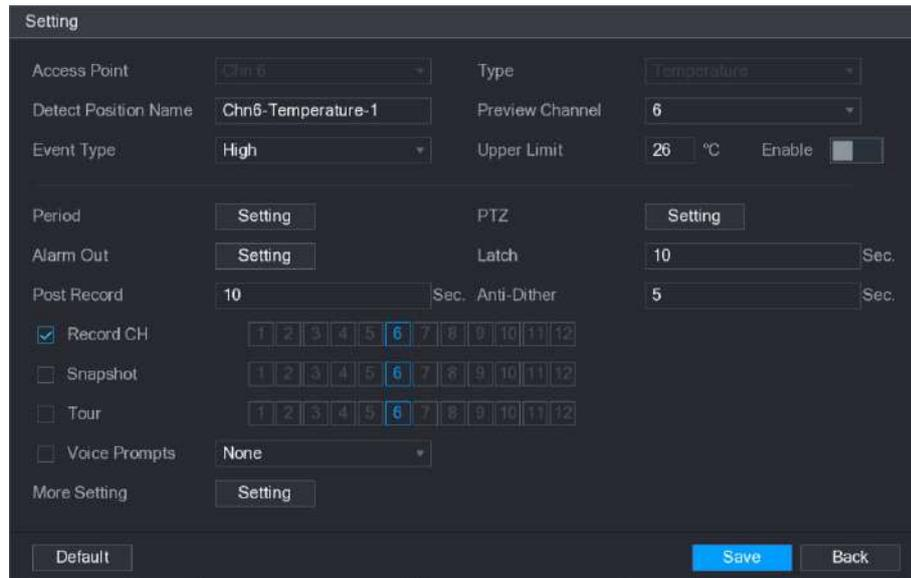 Setting
Access Point Chn 6 Type Temperature
Detect Position Name Chn6-Temperature-1 Preview Channel 6
Event Type High Upper Limit 26 °C Enable
Period Setting PTZ Setting
Alarm Out Setting Latch 10 Sec.
Post Record 10 Sec. Anti-Dither 5 Sec.
Record CH 1 2 3 4 5 6 7 8 9 10 11 12
Snapshot 1 2 3 4 5 6 7 8 9 10 11 12
Tour 1 2 3 4 5 6 7 8 9 10 11 12
Voice Prompts None
More Setting Setting
Default Save Back